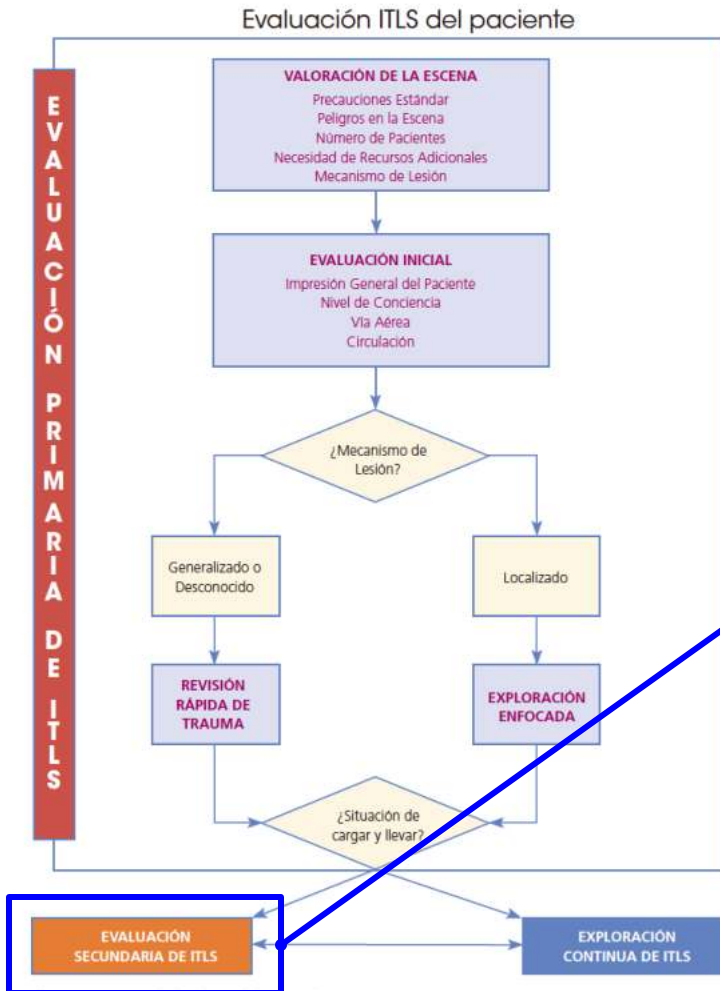 Evaluación ITLS del paciente
EVALUACIÓN PRIMARIA DE ITLS
VALORACIÓN DE LA ESCENA
Precauciones Estándar
Peligros en la Escena
Número de Pacientes
Necesidad de Recursos Adicionales
Mecanismo de Lesión
EVALUACIÓN INICIAL
Impresión General del Paciente
Nivel de Conciencia
Vía Aérea
Circulación
¿Mecanismo de
Lesión?
Generalizado o
Desconocido
Localizado
REVISIÓN
RÁPIDA DE
TRAUMA
EXPLORACIÓN
ENFOCADA
¿Situación de
cargar y llevar?
EVALUACIÓN
SECUNDARIA DE ITLS
EXPLORACIÓN
CONTINUA DE ITLS